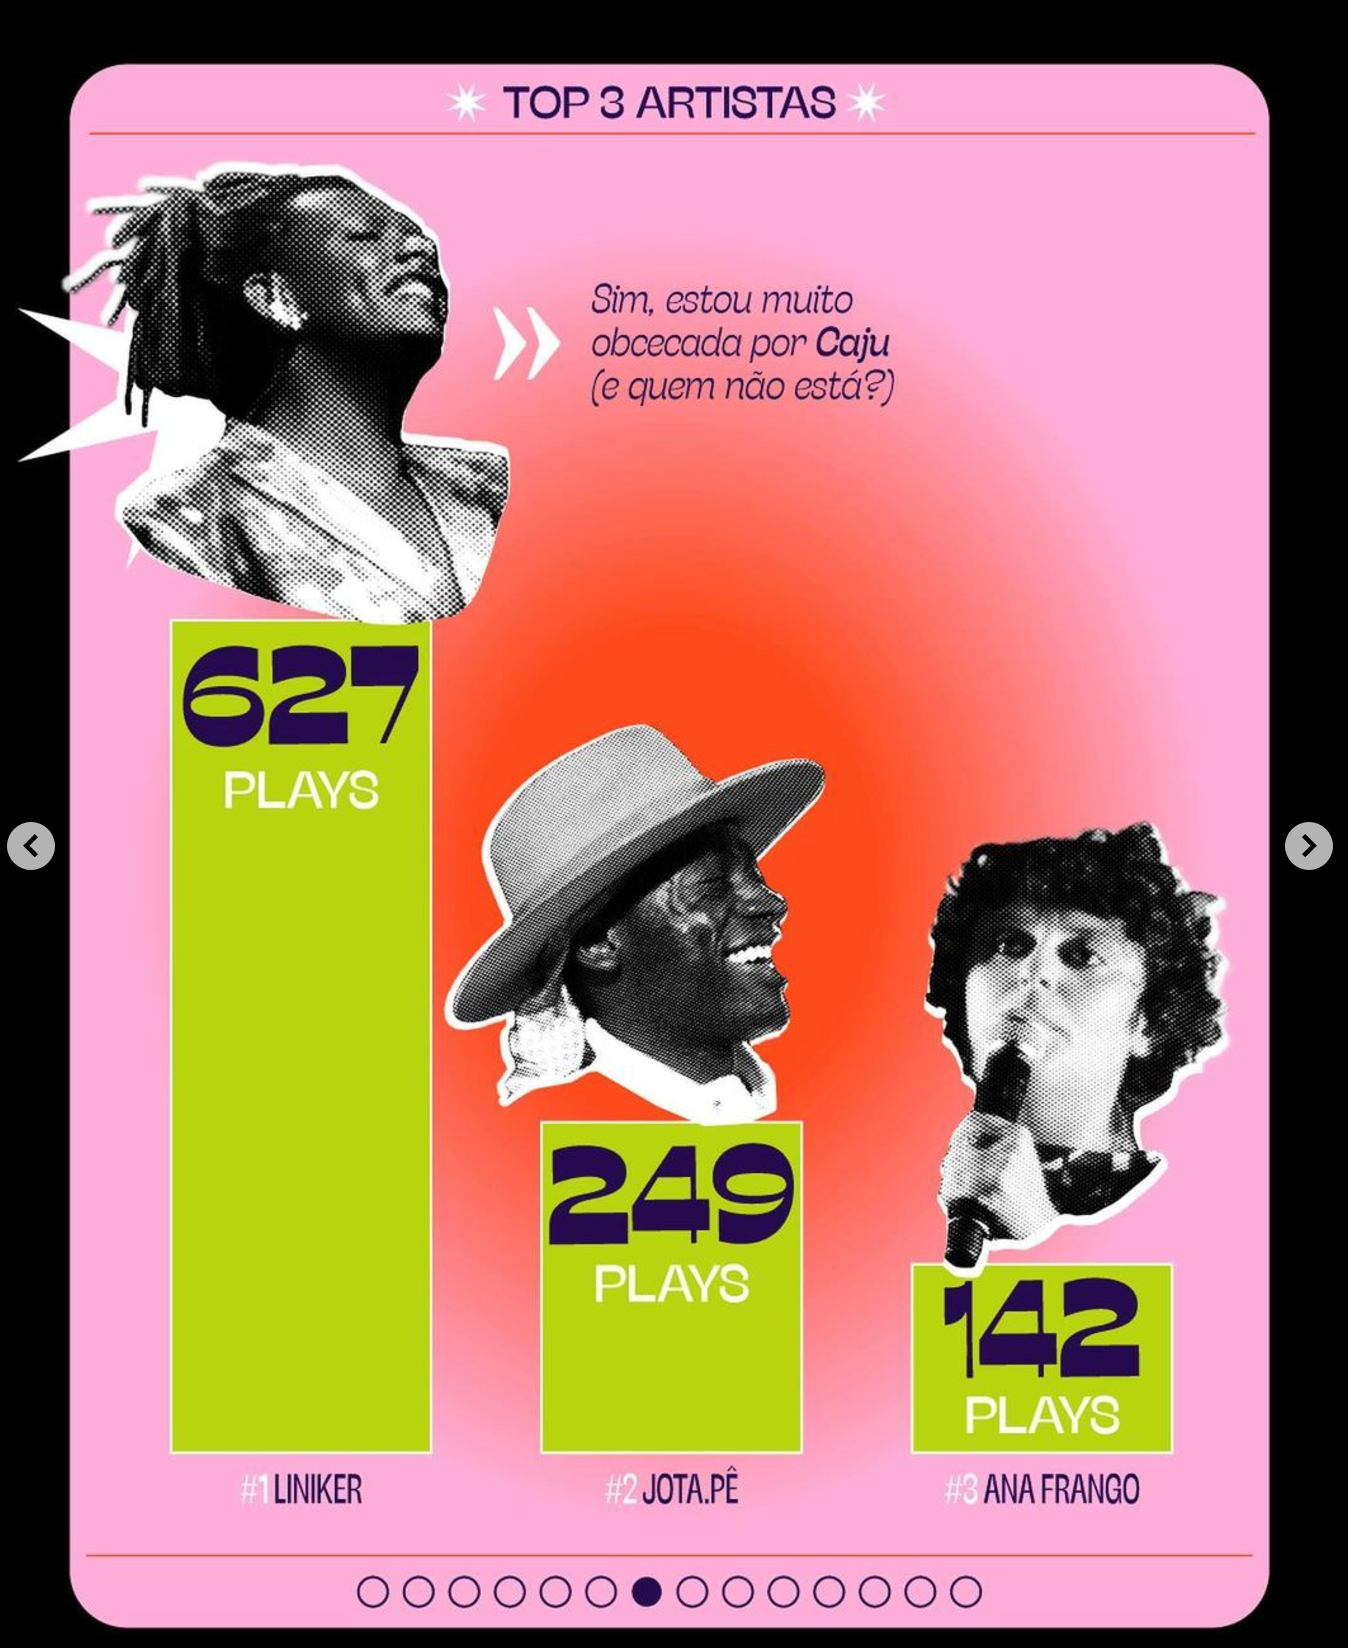 TOP 3 ARTISTAS
Sim, estou muito
obcecada por Caju
(e quem não está?)
627
PLAYS
249
PLAYS
142
PLAYS
#1 LINIKER
#2 JOTA.PÊ
#3 ANA FRANGO